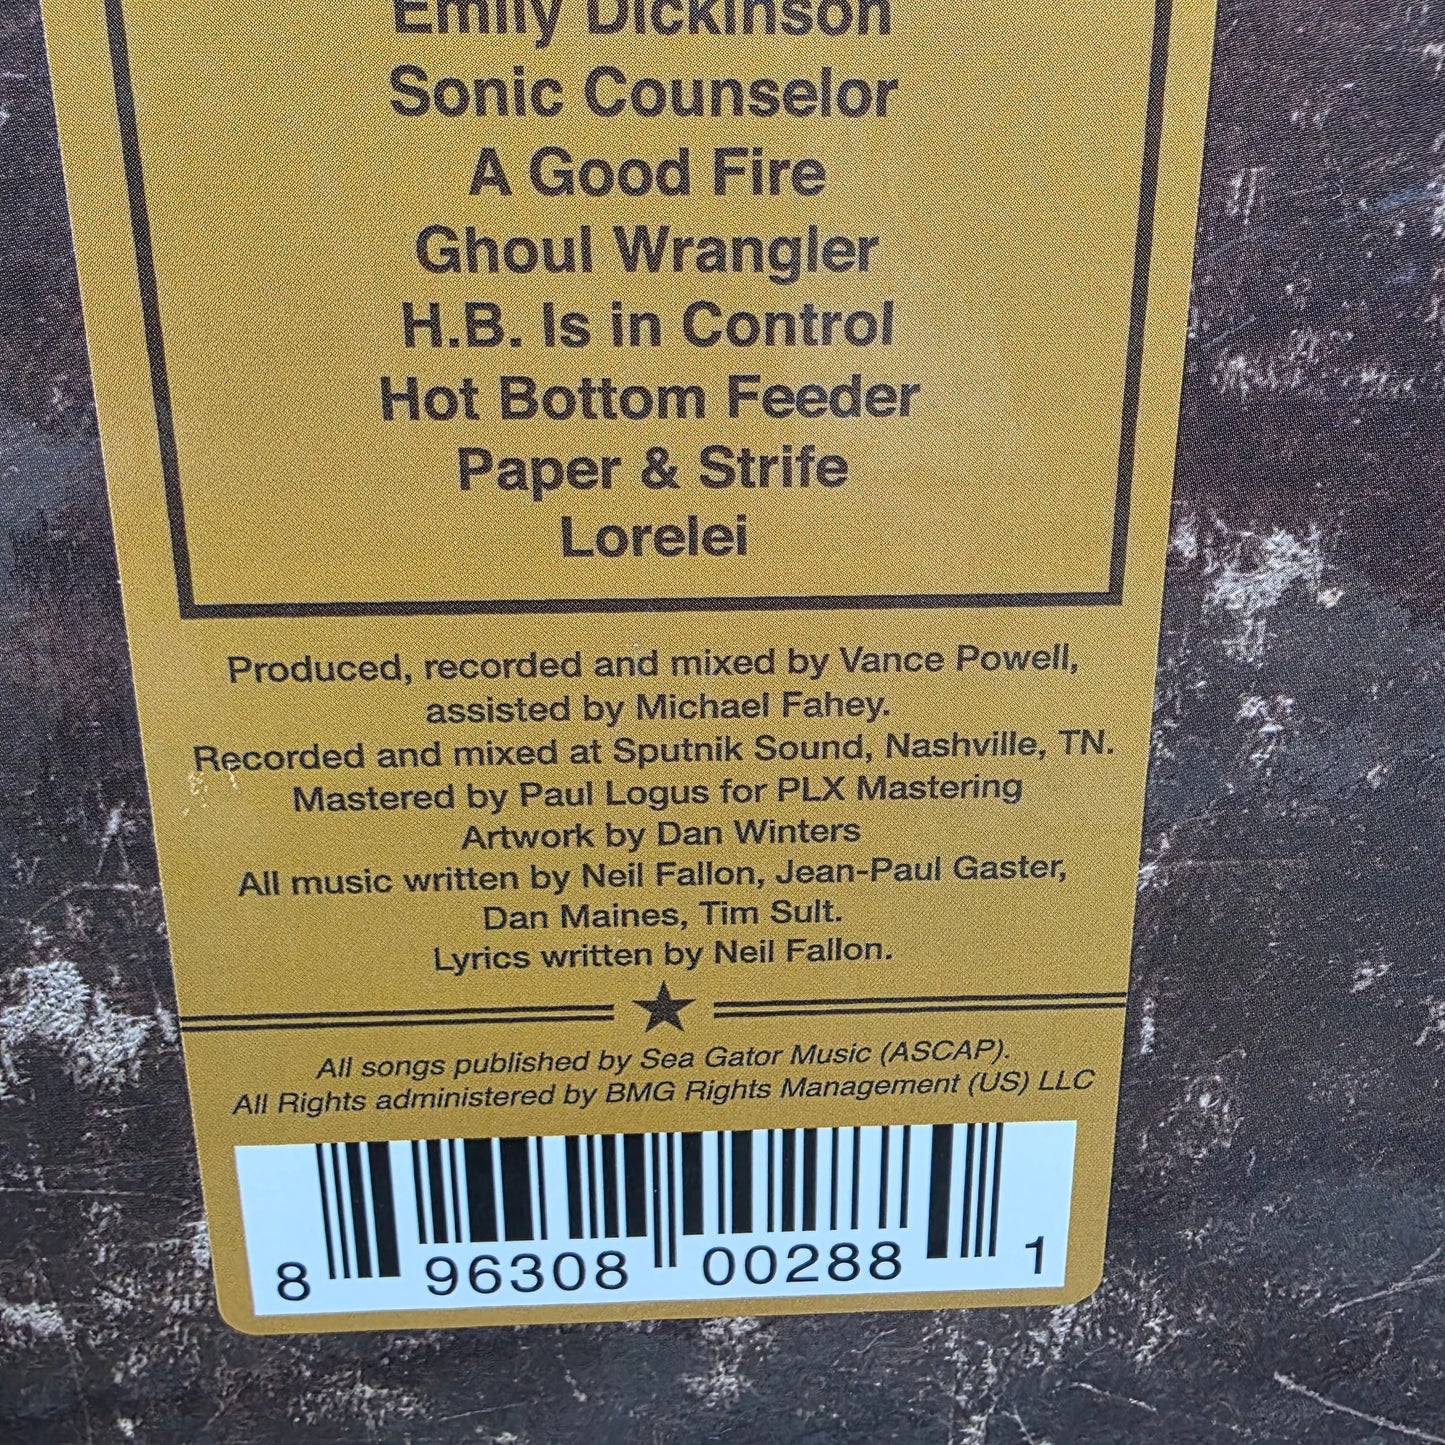 Emily Dickinson
Sonic Counselor
A Good Fire
Ghoul Wrangler
H.B. Is in Control
Hot Bottom Feeder
Paper & Strife
Lorelei
Produced, recorded and mixed by Vance Powell,
assisted by Michael Fahey.
Recorded and mixed at Sputnik Sound, Nashville, TN.
Mastered by Paul Logus for PLX Mastering
Artwork by Dan Winters
All music written by Neil Fallon, Jean-Paul Gaster,
Dan Maines, Tim Sult.
Lyrics written by Neil Fallon.
All songs published by Sea Gator Music (ASCAP).
All Rights administered by BMG Rights Management (US) LLC
8 96308 00288 1